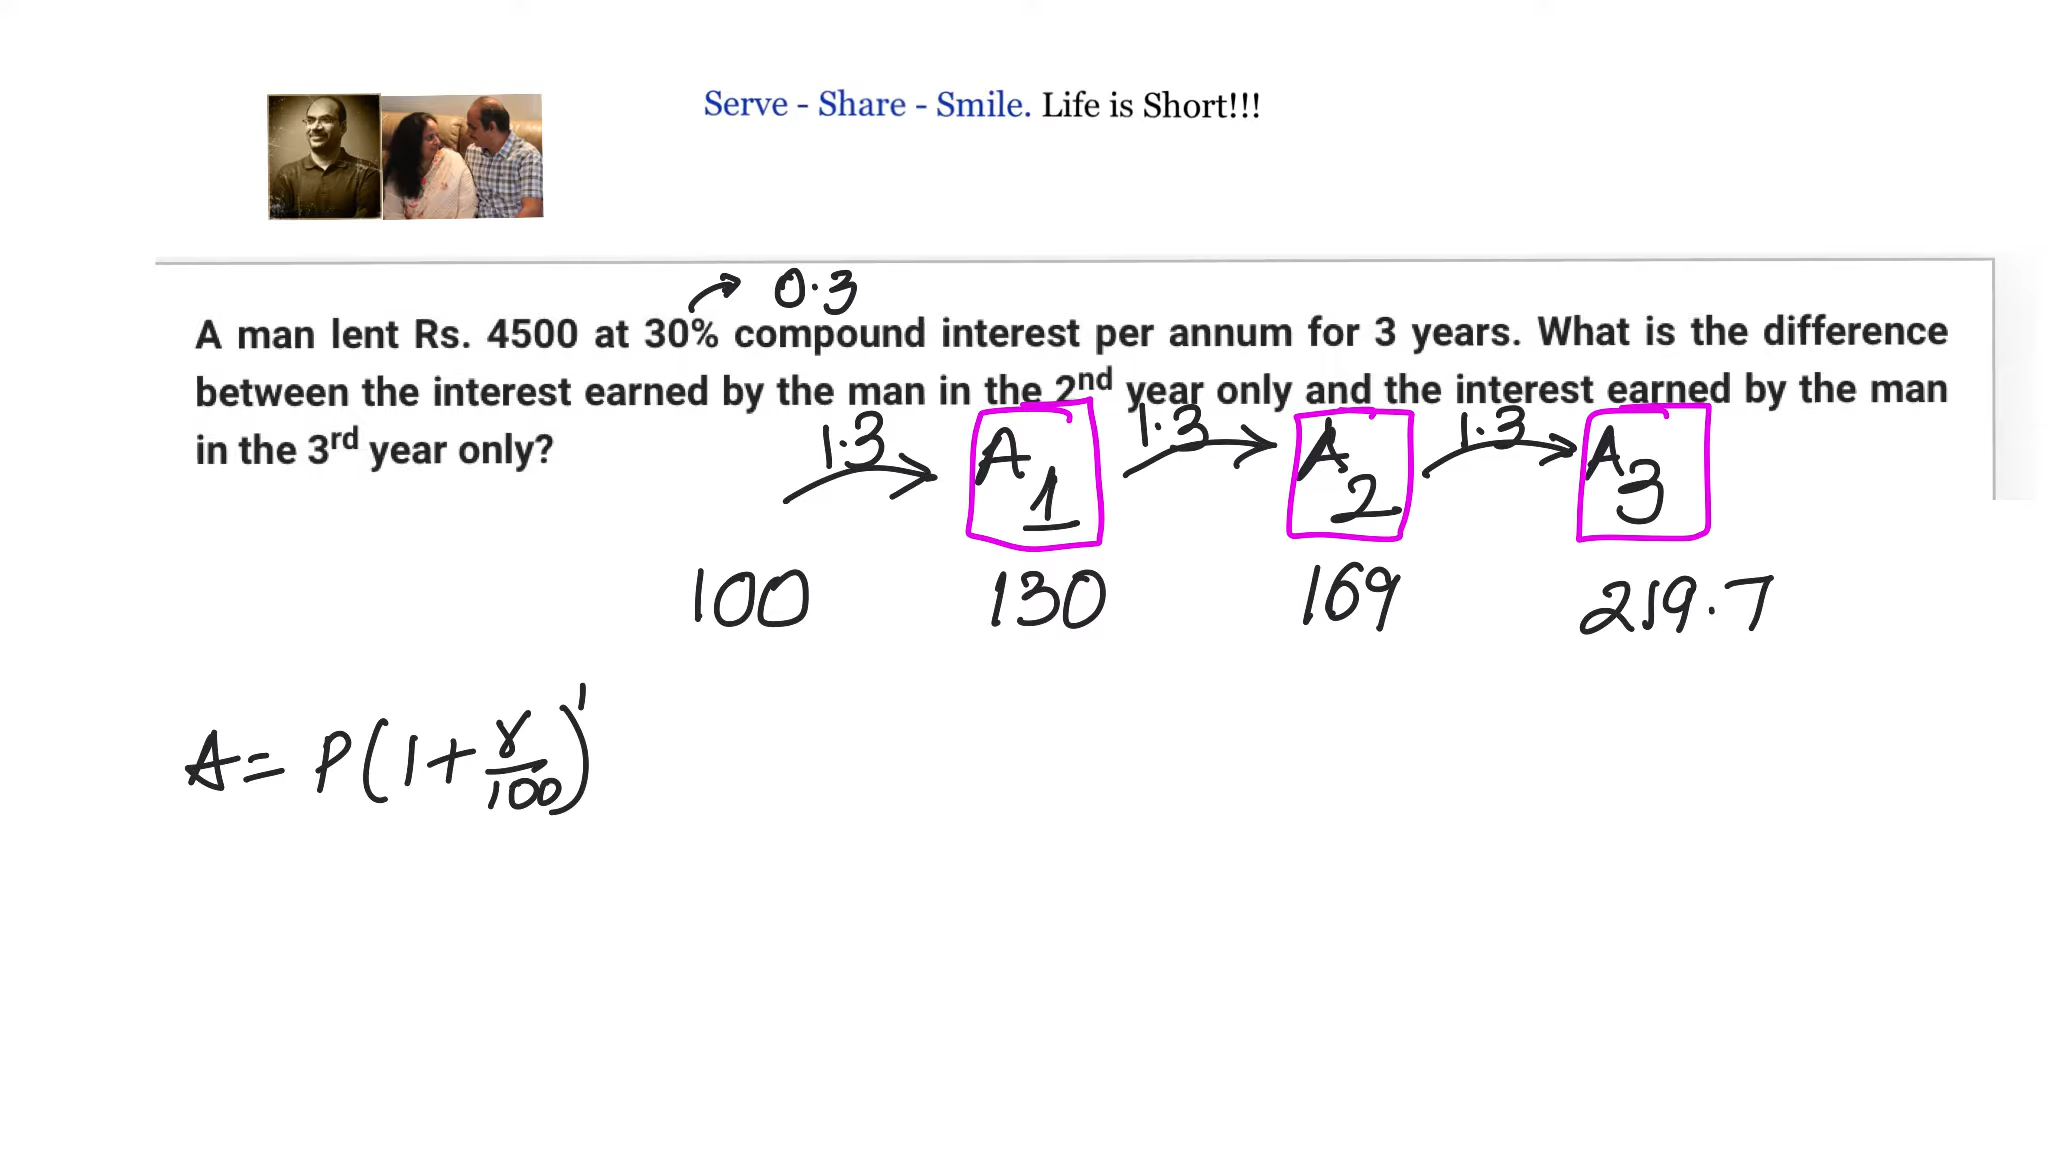 Serve - Share - Smile. Life is Short!!!
0.3
A man lent Rs. 4500 at 30% compound interest per annum for 3 years. What is the difference
between the interest earned by the man in the 2nd year only and the interest earned by the man
in the 3rd year only?
1.3 A1 1.3 A2 1.3 A3
100 130 169 219.7
A = P(1 + r/100)^1